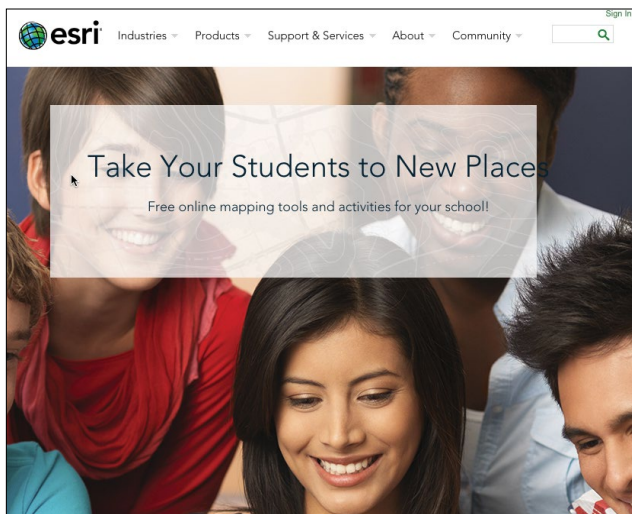 Sign In
esri
Industries Products Support & Services About Community
Take Your Students to New Places
Free online mapping tools and activities for your school!